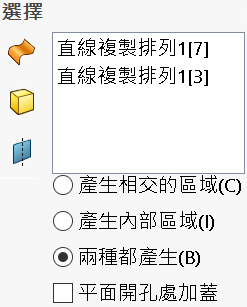 選擇
直線複製排列1[7]
直線複製排列1[3]
產生相交的區域(C)
產生內部區域(I)
兩種都產生(B)
平面開孔處加蓋